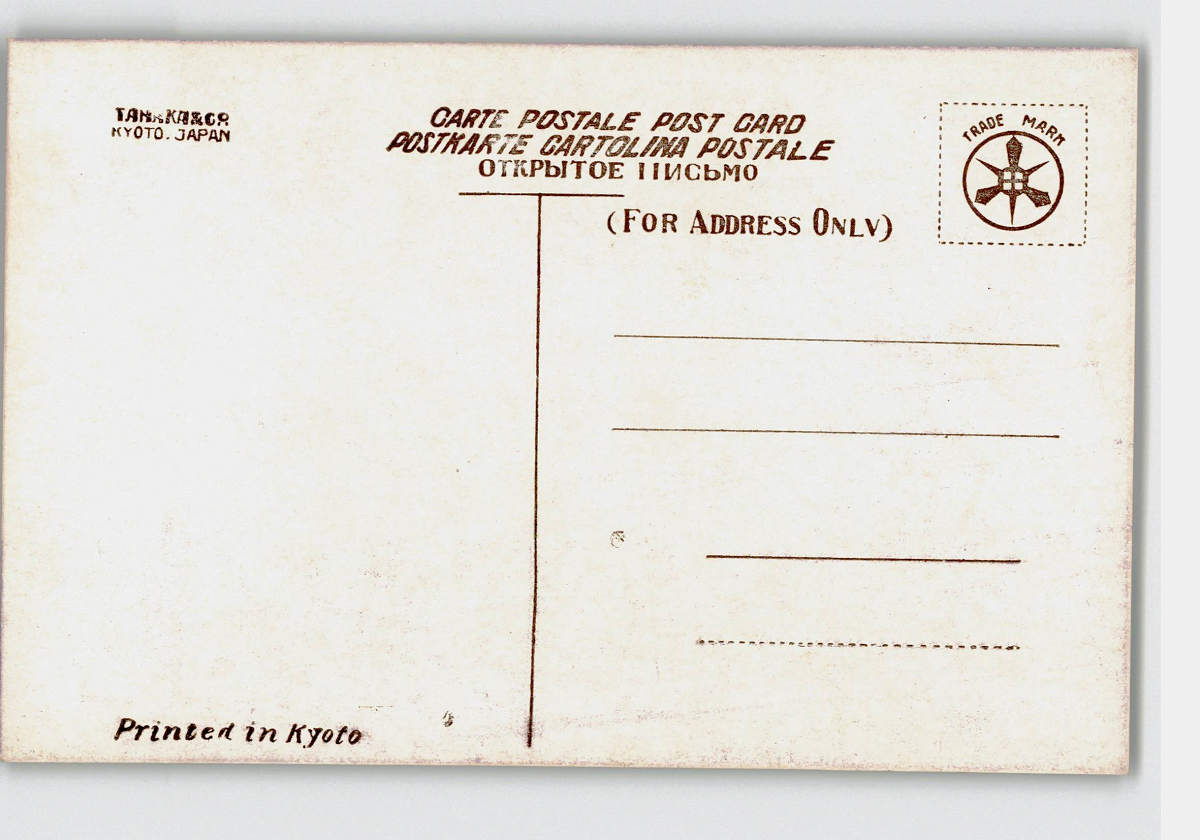 TANAKA&CO.
KYOTO. JAPAN
CARTE POSTALE POST CARD
POSTKARTE CARTOLINA POSTALE
ОТКРЫТОЕ ПИСЬМО
(FOR ADDRESS ONLY)
TRADE MARK
Printed in Kyoto